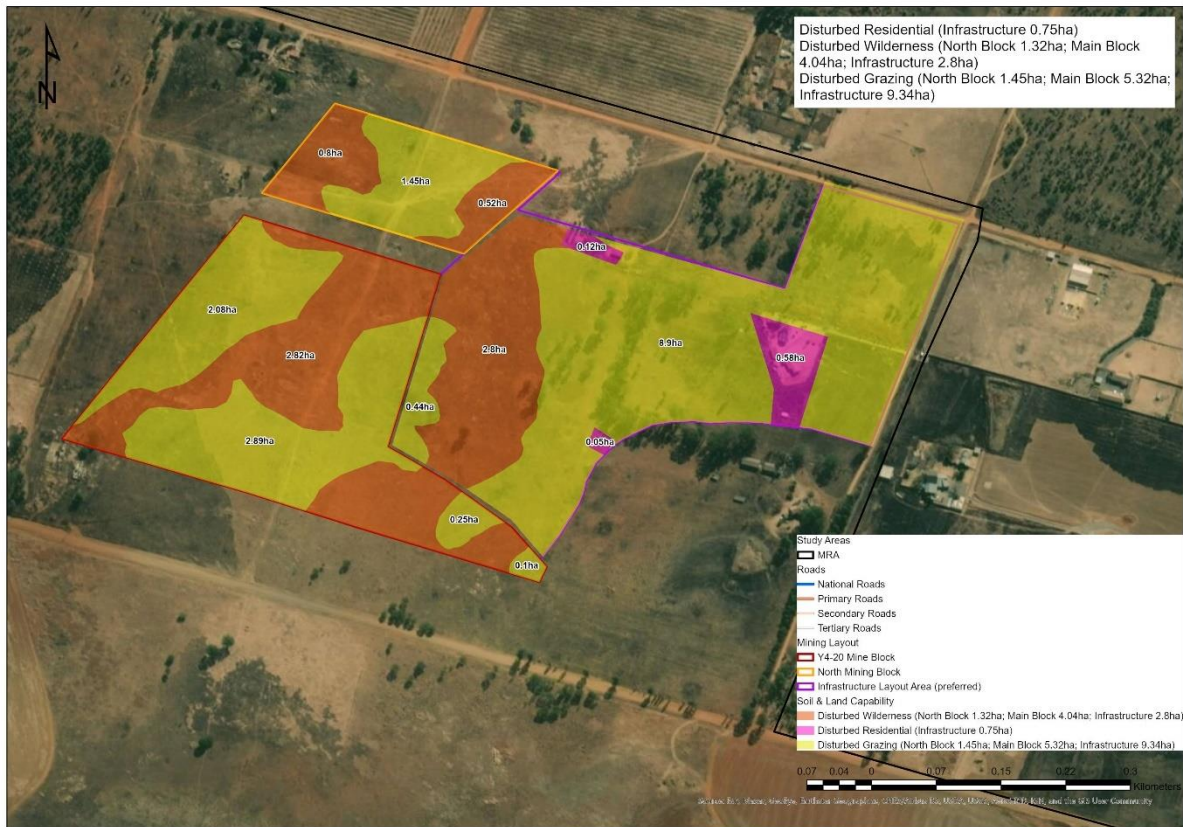 Disturbed Residential (Infrastructure 0.75ha)
Disturbed Wilderness (North Block 1.32ha; Main Block
4.04ha; Infrastructure 2.8ha)
Disturbed Grazing (North Block 1.45ha; Main Block 5.32ha;
Infrastructure 9.34ha)
N
0.8ha
1.45ha
0.52ha
0.12ha
2.08ha
2.82ha
2.8ha
8.9ha
0.58ha
0.44ha
2.89ha
0.05ha
0.25ha
0.1ha
Study Areas
MRA
Roads
National Roads
Primary Roads
Secondary Roads
Tertiary Roads
Mining Layout
Y4-20 Mine Block
North Mining Block
Infrastructure Layout Area (preferred)
Soil & Land Capability
Disturbed Wilderness (North Block 1.32ha; Main Block 4.04ha; Infrastructure 2.8ha)
Disturbed Residential (Infrastructure 0.75ha)
Disturbed Grazing (North Block 1.45ha; Main Block 5.32ha; Infrastructure 9.34ha)
0.07 0.04 0 0.07 0.15 0.22 0.3
Kilometers
and the GIS User Community